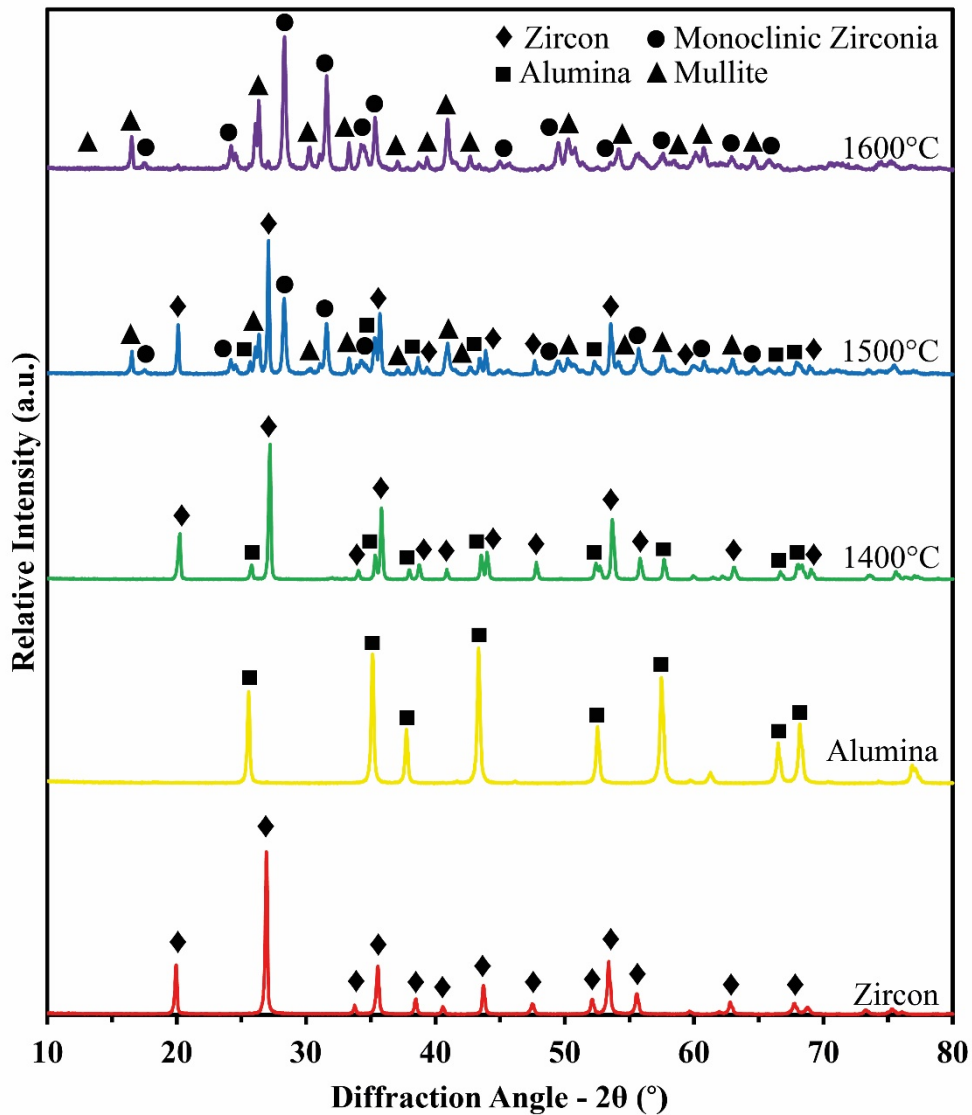 Zircon Monoclinic Zirconia
Alumina Mullite
1600°C
1500°C
1400°C
Alumina
Zircon
Relative Intensity (a.u.)
10 20 30 40 50 60 70 80
Diffraction Angle - 2θ (°)